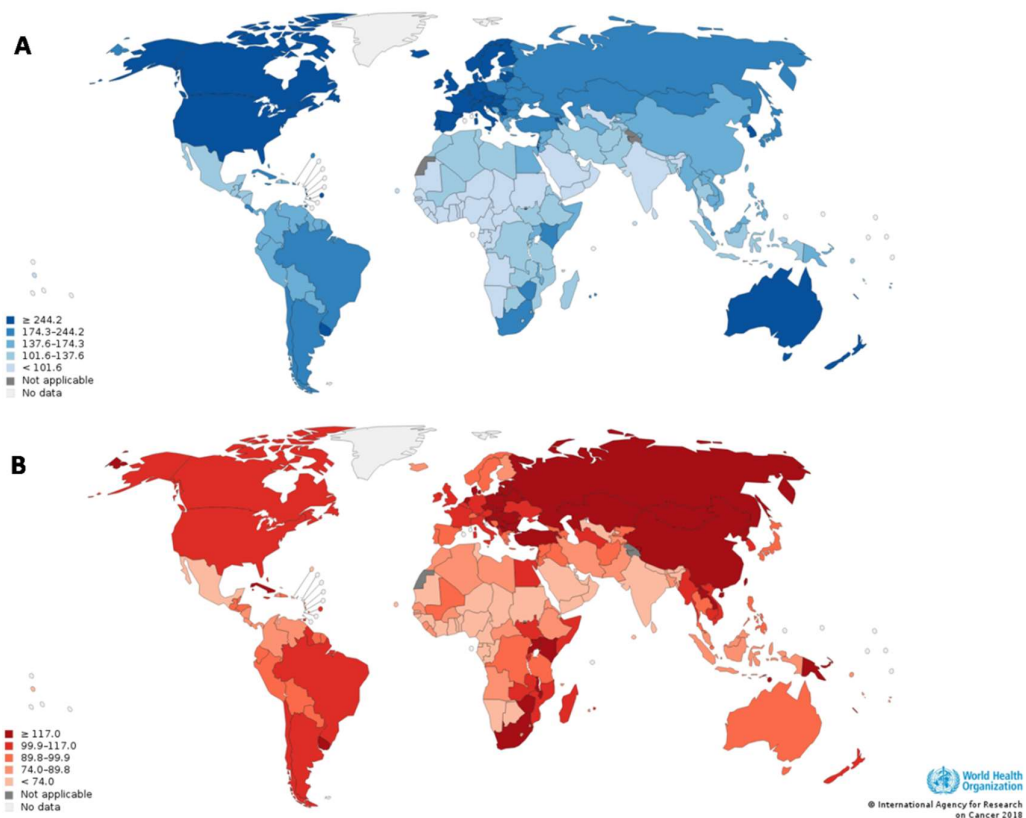 A
≥ 244.2
174.3–244.2
137.6–174.3
101.6–137.6
< 101.6
Not applicable
No data
B
≥ 117.0
99.9–117.0
89.8–99.9
74.0–89.8
< 74.0
Not applicable
No data
World Health
Organization
© International Agency for Research
on Cancer 2018